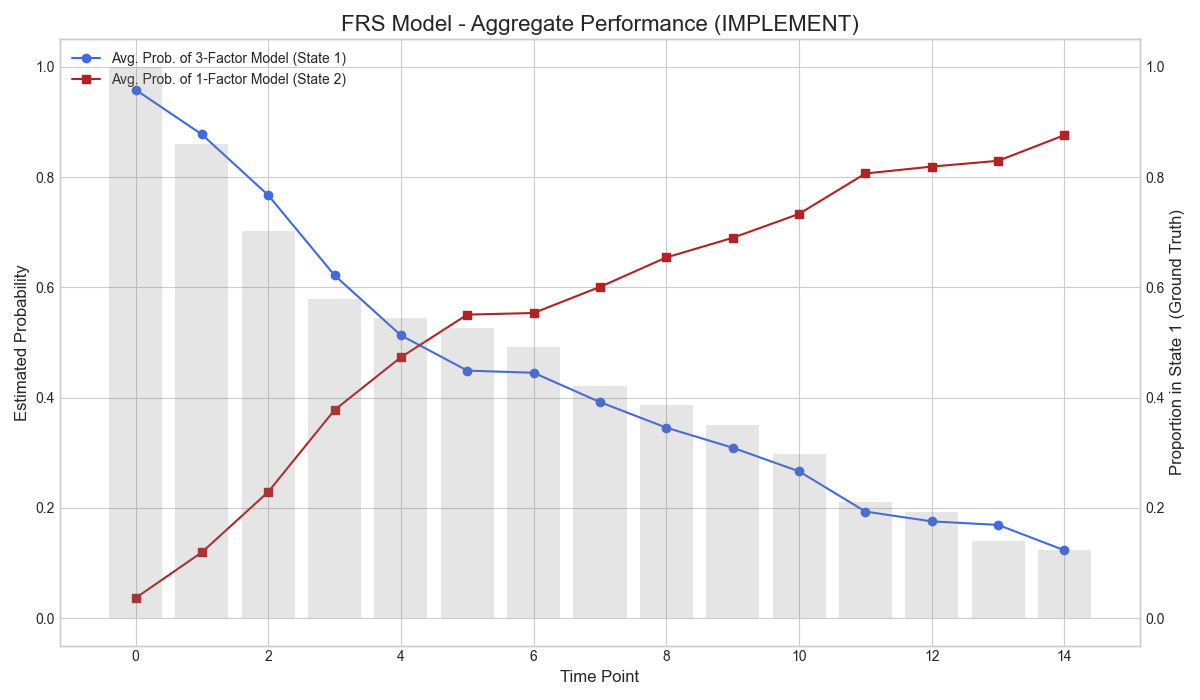 FRS Model - Aggregate Performance (IMPLEMENT)
Avg. Prob. of 3-Factor Model (State 1)
Avg. Prob. of 1-Factor Model (State 2)
Estimated Probability
1.0
0.8
0.6
0.4
0.2
0.0
1.0
0.8
0.6
0.4
0.2
0.0
Proportion in State 1 (Ground Truth)
0 2 4 6 8 10 12 14
Time Point